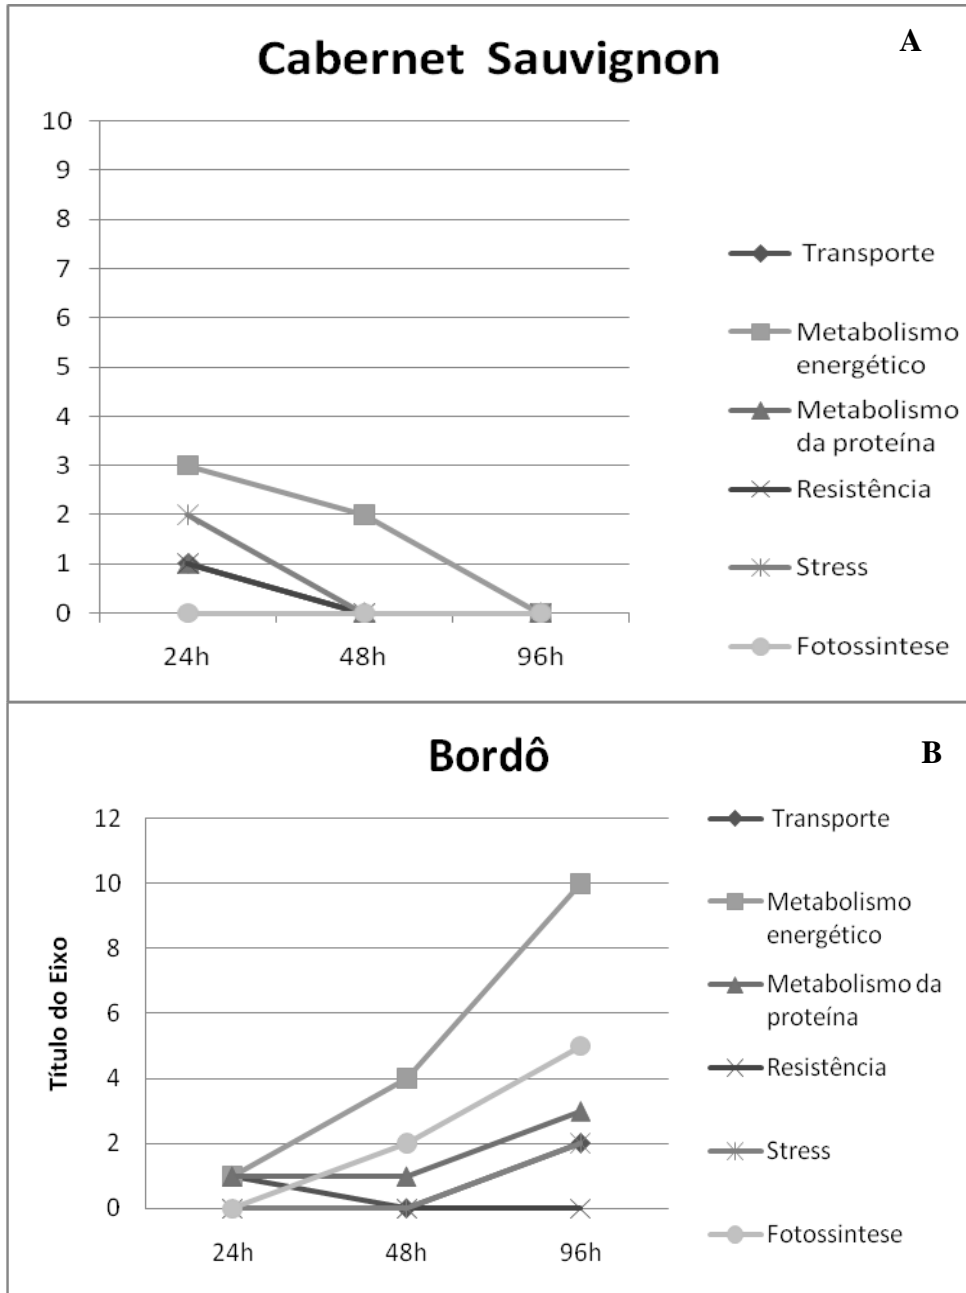 A
Cabernet Sauvignon
10
9
8
7
6
5
4
3
2
1
0
24h
48h
96h
Transporte
Metabolismo
energético
Metabolismo
da proteína
Resistência
Stress
Fotossintese
B
Bordô
Título do Eixo
12
10
8
6
4
2
0
24h
48h
96h
Transporte
Metabolismo
energético
Metabolismo da
proteína
Resistência
Stress
Fotossintese